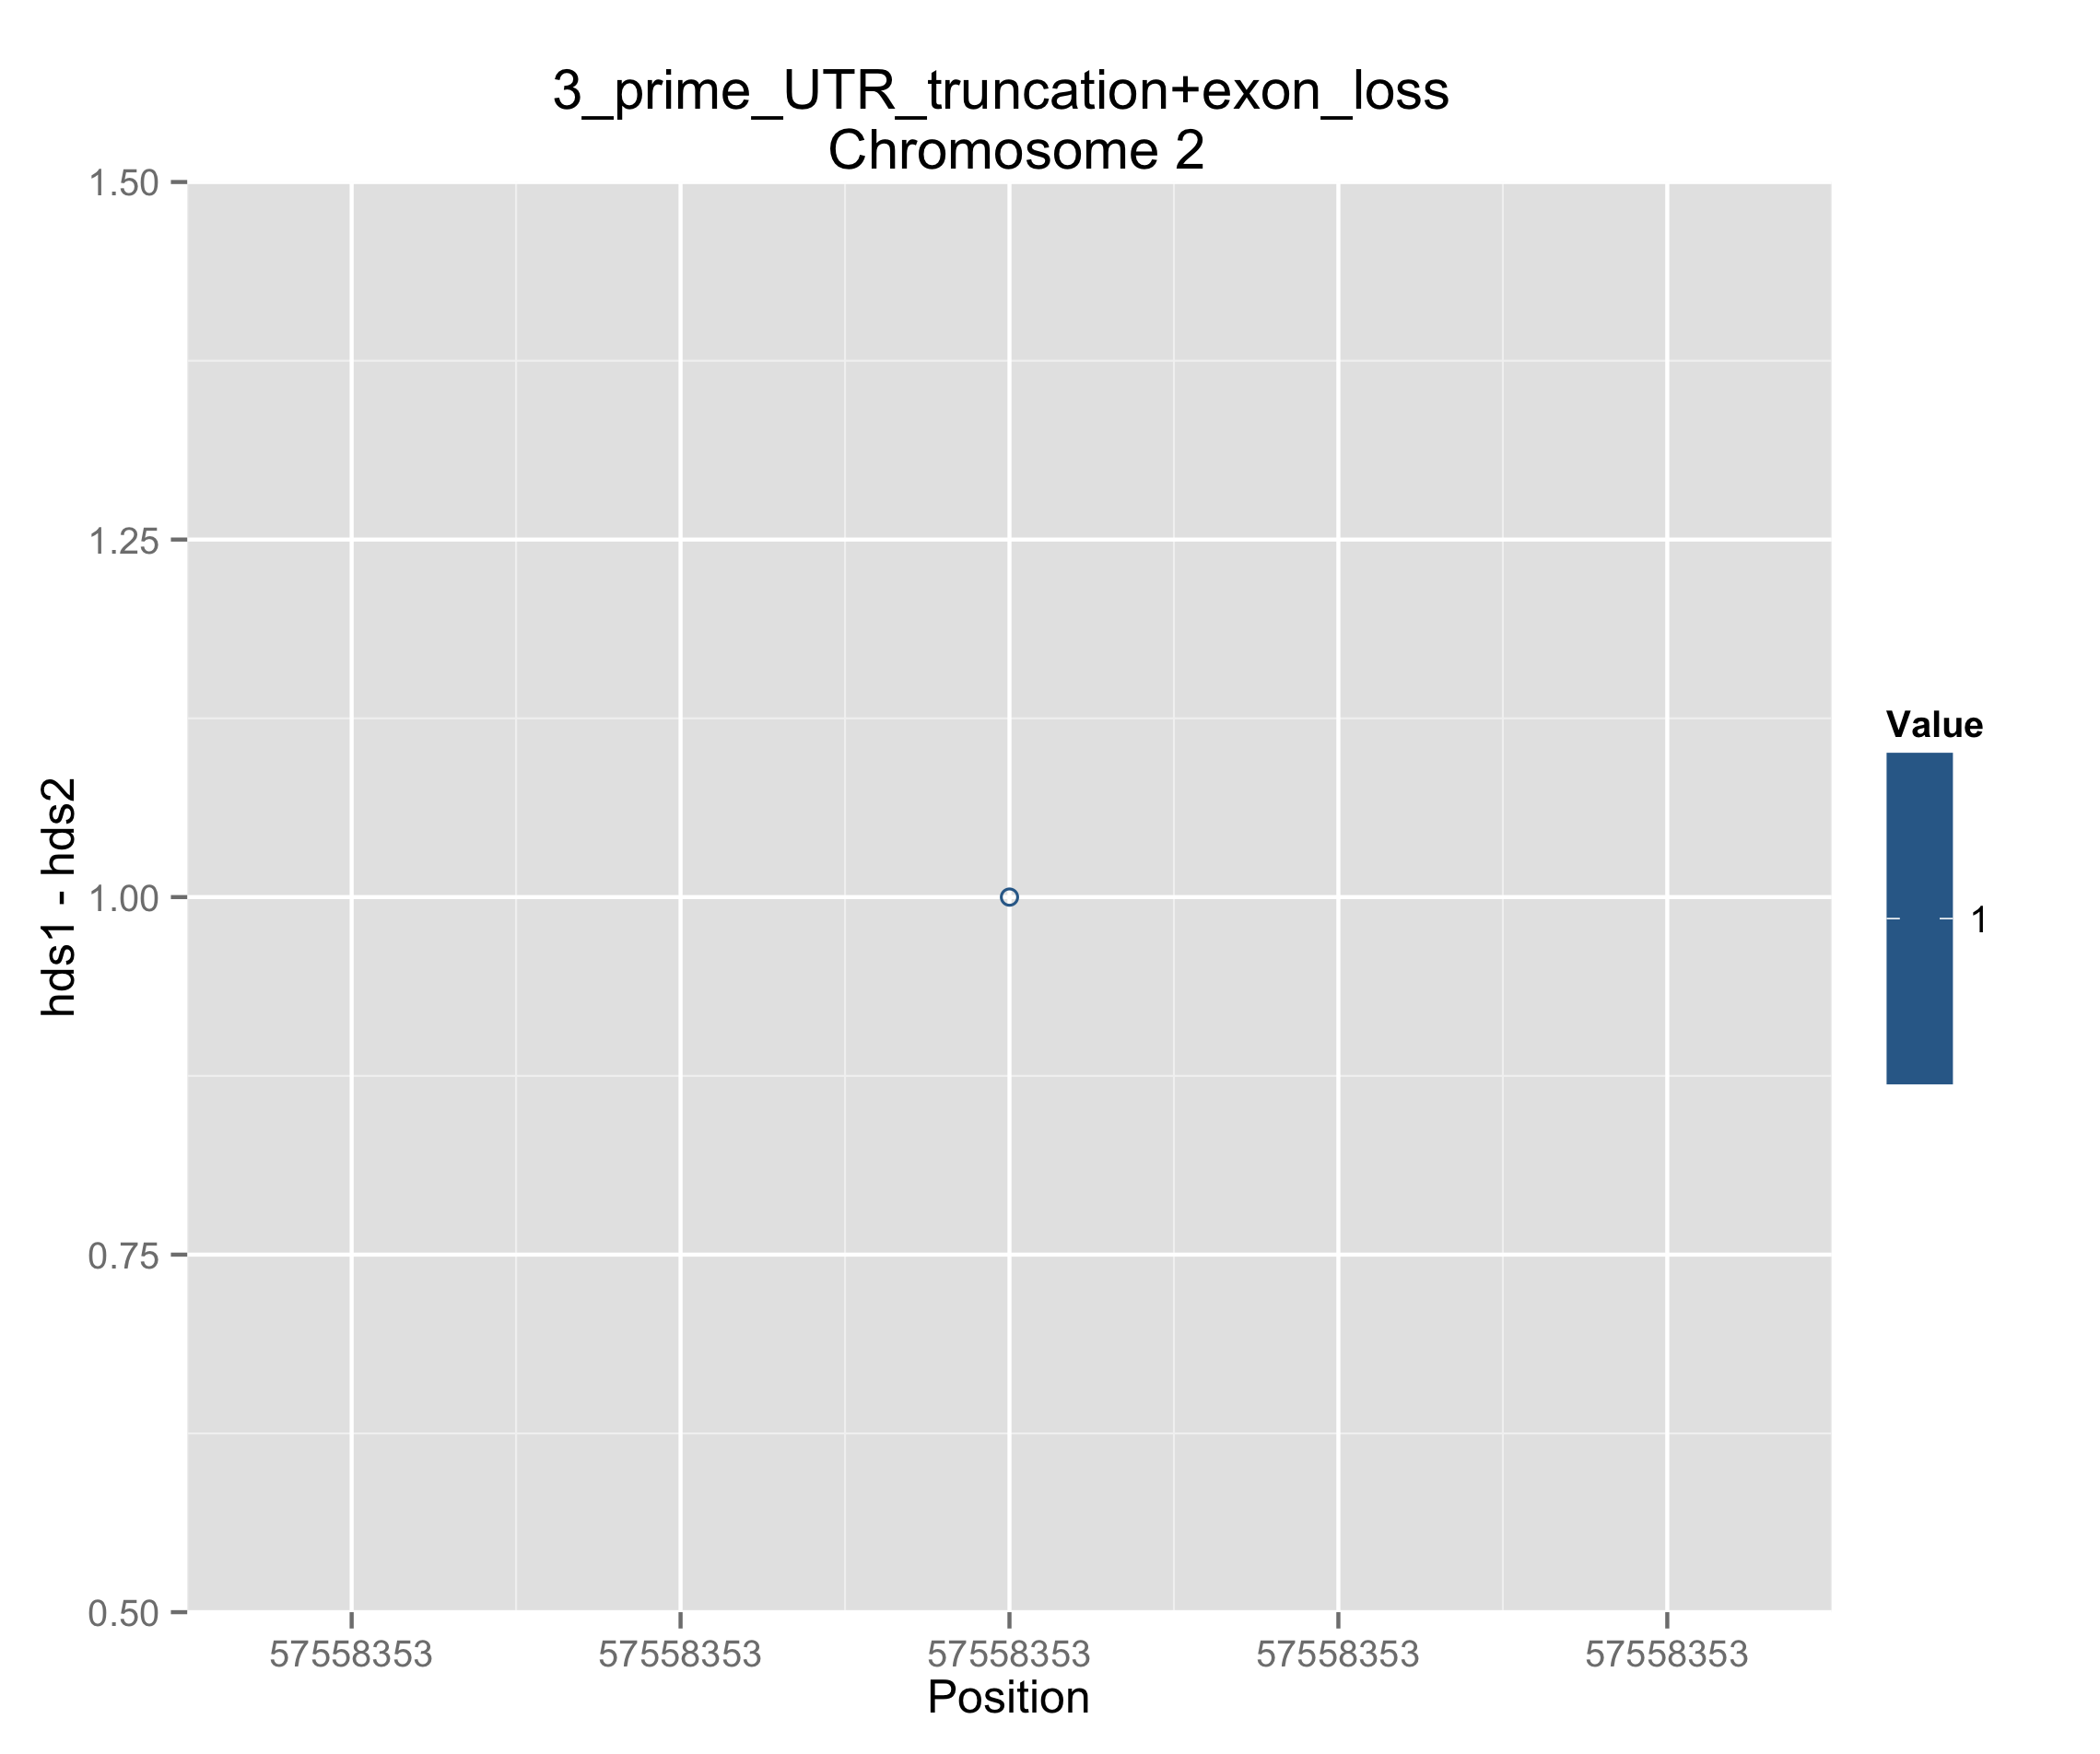 3_prime_UTR_truncation+exon_loss
Chromosome 2
1.50
1.25
1.00
0.75
0.50
hds1 - hds2
57558353 57558353 57558353 57558353 57558353
Position
Value
1